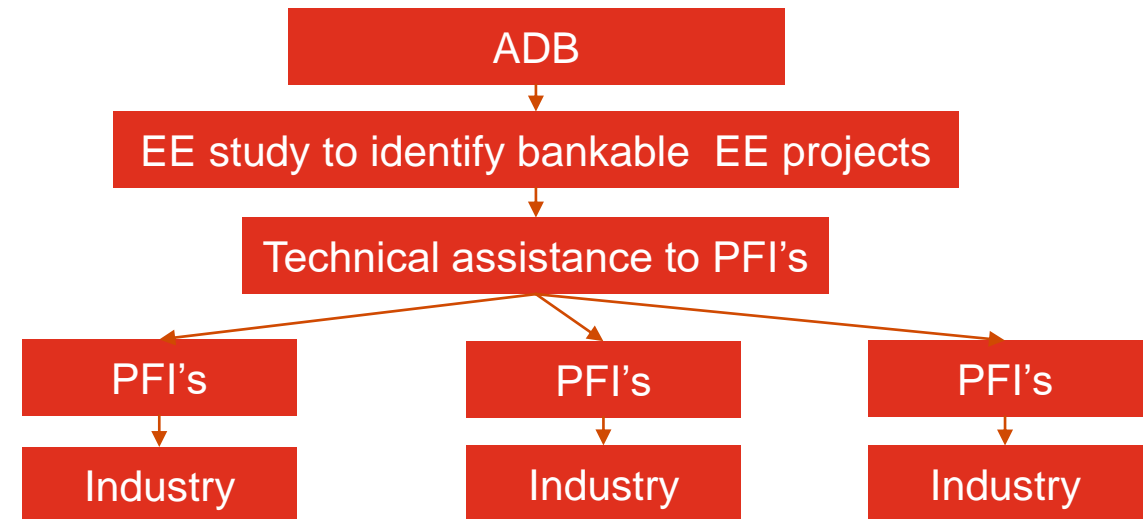 ADB
EE study to identify bankable  EE projects
Technical assistance to PFI’s
PFI’s
PFI’s
PFI’s
Industry
Industry
Industry